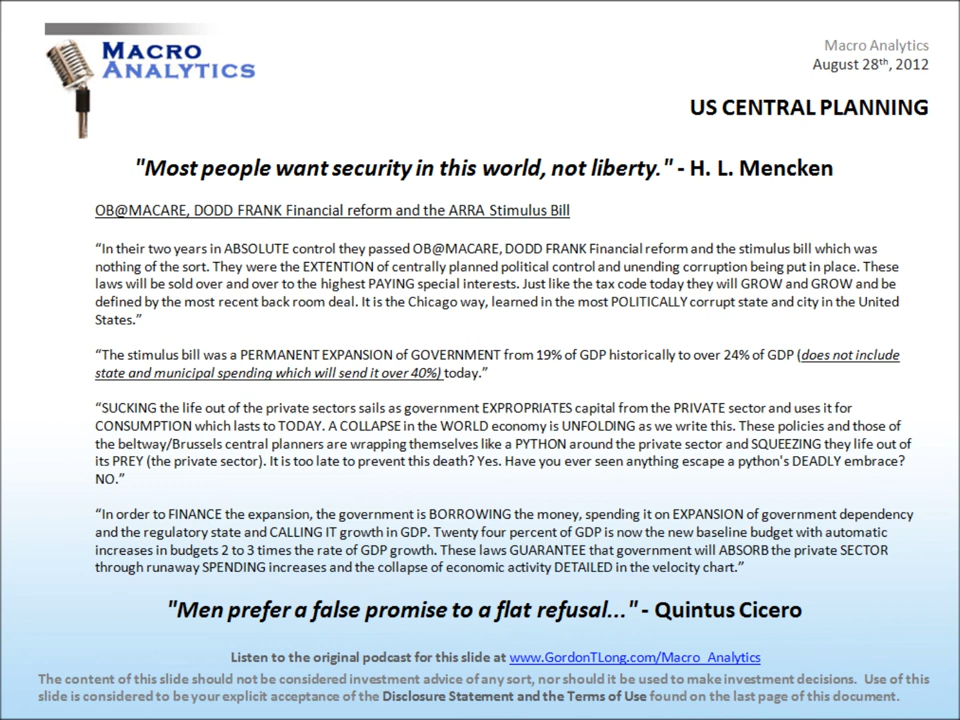 MACRO
ANALYTICS
Macro Analytics
August 28th, 2012
US CENTRAL PLANNING
"Most people want security in this world, not liberty." - H. L. Mencken
OB@MACARE, DODD FRANK Financial reform and the ARRA Stimulus Bill
“In their two years in ABSOLUTE control they passed OB@MACARE, DODD FRANK Financial reform and the stimulus bill which was
nothing of the sort. They were the EXTENTION of centrally planned political control and unending corruption being put in place. These
laws will be sold over and over to the highest PAYING special interests. Just like the tax code today they will GROW and GROW and be
defined by the most recent back room deal. It is the Chicago way, learned in the most POLITICALLY corrupt state and city in the United
States.”
“The stimulus bill was a PERMANENT EXPANSION of GOVERNMENT from 19% of GDP historically to over 24% of GDP (does not include
state and municipal spending which will send it over 40%) today.”
“SUCKING the life out of the private sectors sails as government EXPROPRIATES capital from the PRIVATE sector and uses it for
CONSUMPTION which lasts to TODAY. A COLLAPSE in the WORLD economy is UNFOLDING as we write this. These policies and those of
the beltway/Brussels central planners are wrapping themselves like a PYTHON around the private sector and SQUEEZING they life out of
its PREY (the private sector). It is too late to prevent this death? Yes. Have you ever seen anything escape a python's DEADLY embrace?
NO.”
“In order to FINANCE the expansion, the government is BORROWING the money, spending it on EXPANSION of government dependency
and the regulatory state and CALLING IT growth in GDP. Twenty four percent of GDP is now the new baseline budget with automatic
increases in budgets 2 to 3 times the rate of GDP growth. These laws GUARANTEE that government will ABSORB the private SECTOR
through runaway SPENDING increases and the collapse of economic activity DETAILED in the velocity chart.”
"Men prefer a false promise to a flat refusal..." - Quintus Cicero
Listen to the original podcast for this slide at www.GordonTLong.com/Macro_Analytics
The content of this slide should not be considered investment advice of any sort, nor should it be used to make investment decisions. Use of this
slide is considered to be your explicit acceptance of the Disclosure Statement and the Terms of Use found on the last page of this document.